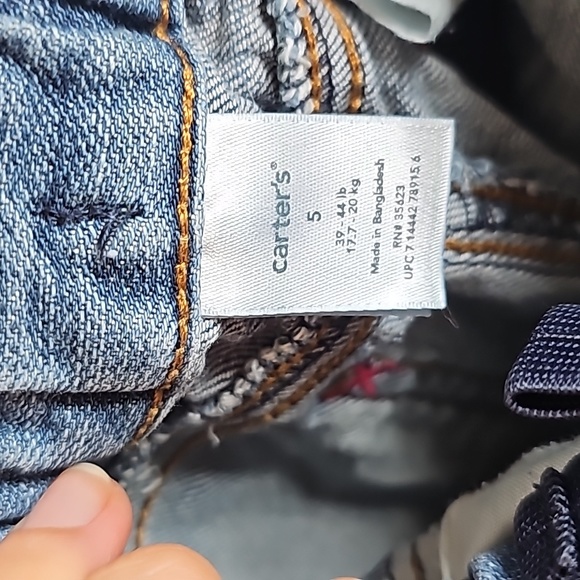 carter's®
5
39 - 44 lb
17.7 - 20 kg
Made in Bangladesh
RN# 35623
UPC 7 14442 78915 6